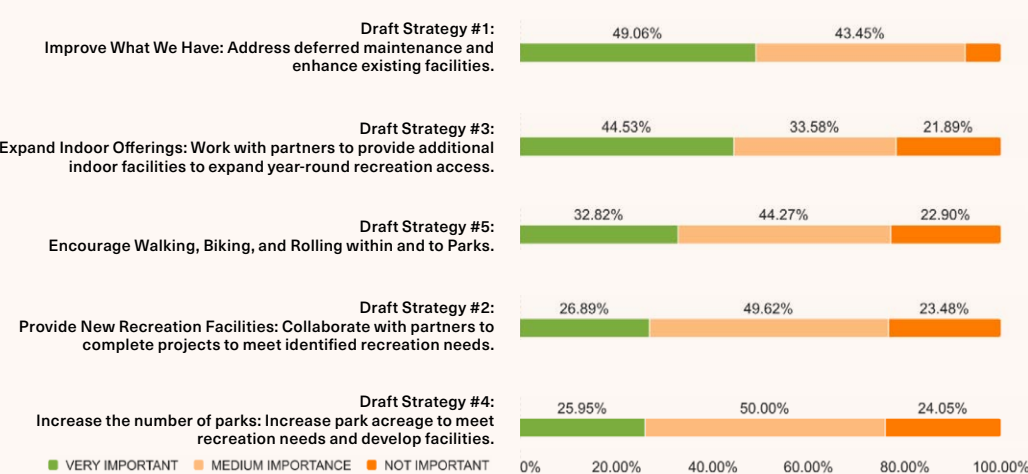 Draft Strategy #1:
Improve What We Have: Address deferred maintenance and
enhance existing facilities.
49.06% 43.45%
Draft Strategy #3:
Expand Indoor Offerings: Work with partners to provide additional
indoor facilities to expand year-round recreation access.
44.53% 33.58% 21.89%
Draft Strategy #5:
Encourage Walking, Biking, and Rolling within and to Parks.
32.82% 44.27% 22.90%
Draft Strategy #2:
Provide New Recreation Facilities: Collaborate with partners to
complete projects to meet identified recreation needs.
26.89% 49.62% 23.48%
Draft Strategy #4:
Increase the number of parks: Increase park acreage to meet
recreation needs and develop facilities.
25.95% 50.00% 24.05%
VERY IMPORTANT MEDIUM IMPORTANCE NOT IMPORTANT
0% 20.00% 40.00% 60.00% 80.00% 100.00%